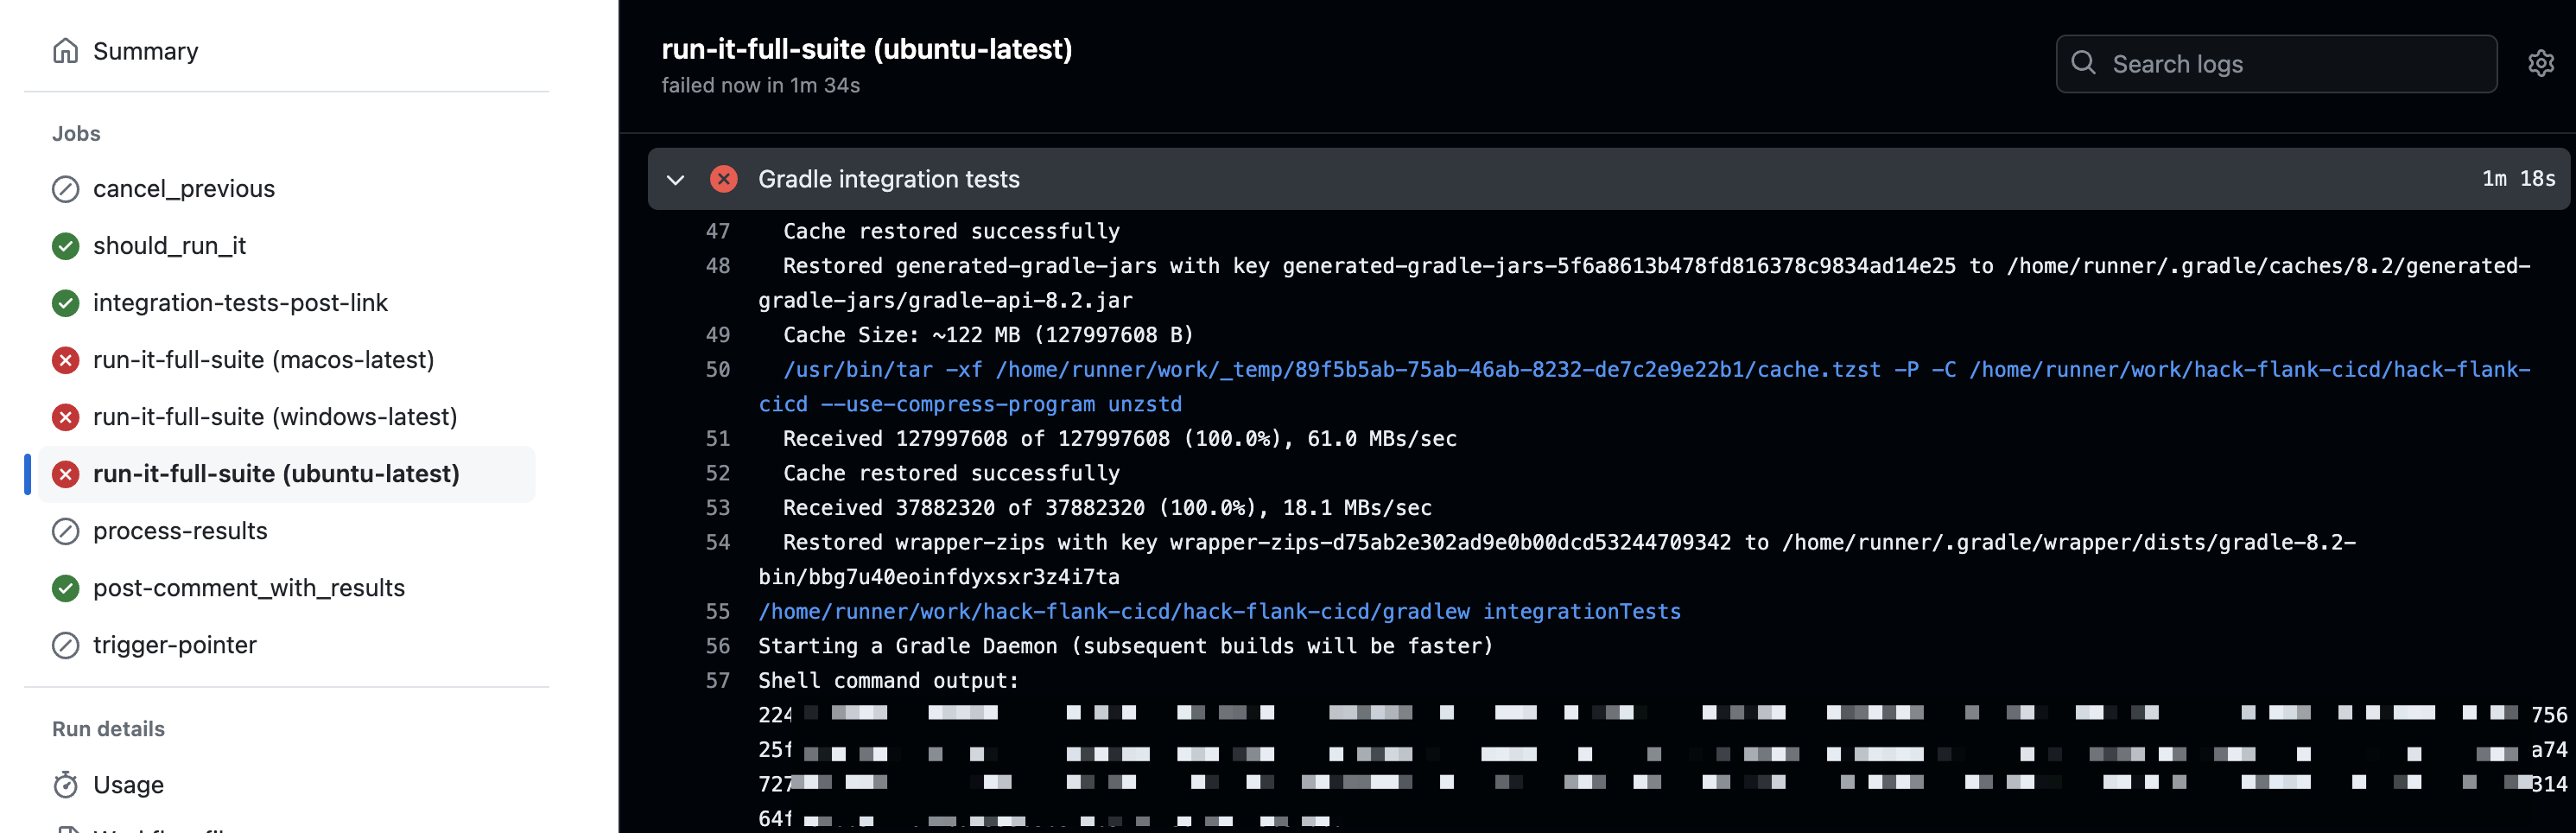 Summary
Jobs
cancel_previous
should_run_it
integration-tests-post-link
run-it-full-suite (macos-latest)
run-it-full-suite (windows-latest)
run-it-full-suite (ubuntu-latest)
process-results
post-comment_with_results
trigger-pointer
Run details
Usage
run-it-full-suite (ubuntu-latest)
failed now in 1m 34s
Search logs
Gradle integration tests
1m 18s
47 Cache restored successfully
48 Restored generated-gradle-jars with key generated-gradle-jars-5f6a8613b478fd816378c9834ad14e25 to /home/runner/.gradle/caches/8.2/generated-
gradle-jars/gradle-api-8.2.jar
49 Cache Size: ~122 MB (127997608 B)
50 /usr/bin/tar -xf /home/runner/work/_temp/89f5b5ab-75ab-46ab-8232-de7c2e9e22b1/cache.tzst -P -C /home/runner/work/hack-flank-cicd/hack-flank-
cicd --use-compress-program unzstd
51 Received 127997608 of 127997608 (100.0%), 61.0 MBs/sec
52 Cache restored successfully
53 Received 37882320 of 37882320 (100.0%), 18.1 MBs/sec
54 Restored wrapper-zips with key wrapper-zips-d75ab2e302ad9e0b00dcd53244709342 to /home/runner/.gradle/wrapper/dists/gradle-8.2-
bin/bbg7u40eoinfdyxsxr3z4i7ta
55 /home/runner/work/hack-flank-cicd/hack-flank-cicd/gradlew integrationTests
56 Starting a Gradle Daemon (subsequent builds will be faster)
57 Shell command output:
224 756
25f a74
727 314
64f